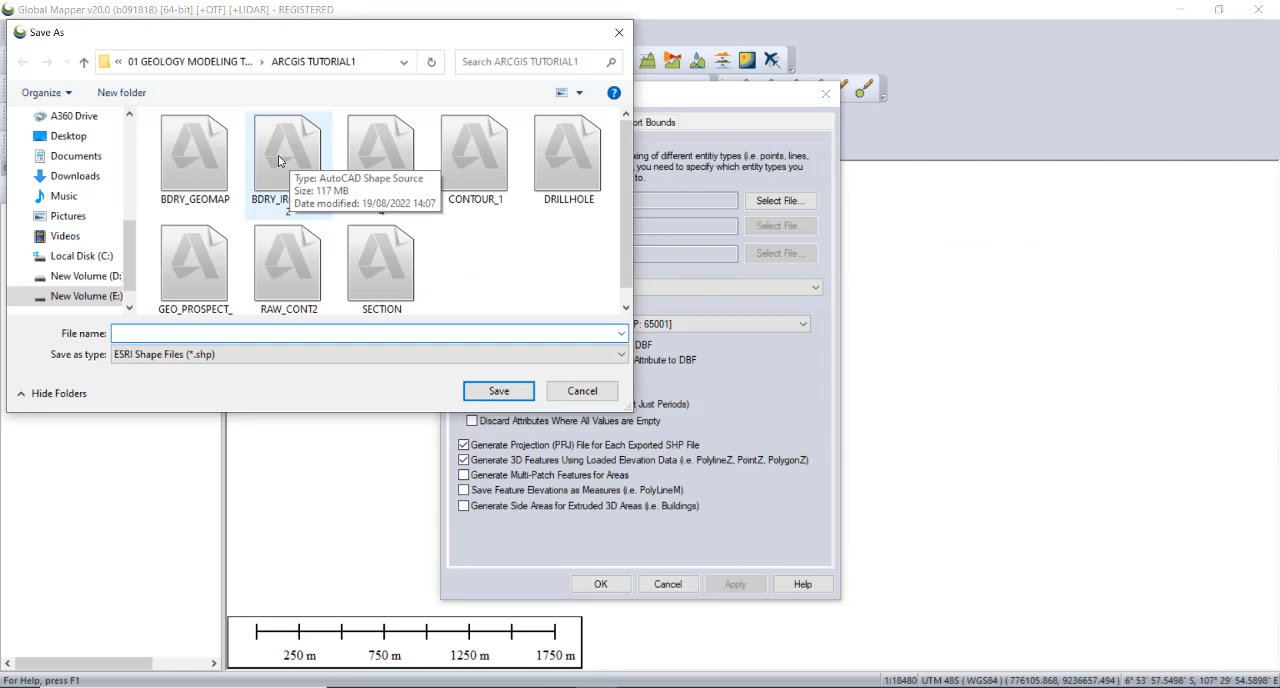 Global Mapper v20.0 (b091818) [64-bit] [+OTF] [+LIDAR] - REGISTERED
Save As
« 01 GEOLOGY MODELING T... › ARCGIS TUTORIAL1
Search ARCGIS TUTORIAL1
Organize
New folder
A360 Drive
Desktop
Documents
Downloads
Music
Pictures
Videos
Local Disk (C:)
New Volume (D:
New Volume (E:)
BDRY_GEOMAP
Type: AutoCAD Shape Source
Size: 117 MB
Date modified: 19/08/2022 14:07
CONTOUR_1
DRILLHOLE
GEO_PROSPECT_
RAW_CONT2
SECTION
File name:
Save as type:
ESRI Shape Files (*.shp)
Hide Folders
Save
Cancel
ort Bounds
xing of different entitiy types (i.e. points, lines,
, you need to specify which entity types you
to.
Select File...
Select File...
Select File...
P: 65001]
DBF
Attribute to DBF
t Just Periods)
Discard Attributes Where All Values are Empty
Generate Projection (PRJ) File for Each Exported SHP File
Generate 3D Features Using Loaded Elevation Data (i.e. PolylineZ, PointZ, PolygonZ)
Generate Multi-Patch Features for Areas
Save Feature Elevations as Measures (i.e. PolyLineM)
Generate Side Areas for Extruded 3D Areas (i.e. Buildings)
OK
Cancel
Apply
Help
250 m
750 m
1250 m
1750 m
For Help, press F1
1:18480 UTM 48S ( WGS84 ) ( 776105.868, 9236657.494 ) 6° 53' 57.5498" S, 107° 29' 54.5898" E